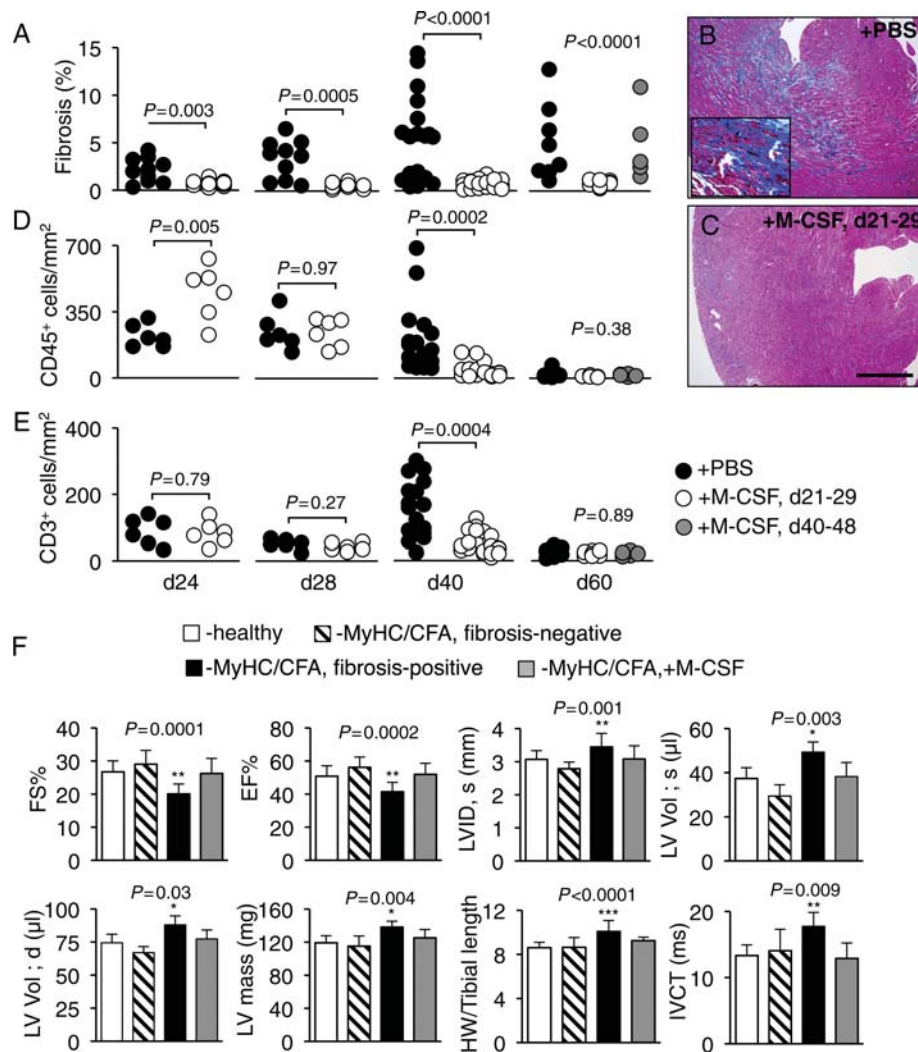 A
Fibrosis (%)
15
10
5
0
P=0.003
P=0.0005
P<0.0001
P<0.0001
B
+PBS
C
+M-CSF, d21-29
D
CD45+ cells/mm²
700
350
0
P=0.005
P=0.97
P=0.0002
P=0.38
E
CD3+ cells/mm²
400
200
0
P=0.79
P=0.27
P=0.0004
P=0.89
d24
d28
d40
d60
+PBS
+M-CSF, d21-29
+M-CSF, d40-48
F
-healthy
-MyHC/CFA, fibrosis-negative
-MyHC/CFA, fibrosis-positive
-MyHC/CFA,+M-CSF
FS%
40
30
20
10
0
P=0.0001
**
EF%
80
60
40
20
0
P=0.0002
**
LVID, s (mm)
4
3
2
1
0
P=0.001
**
LV Vol ; s (µl)
60
40
20
0
P=0.003
*
LV Vol ; d (µl)
100
75
50
25
0
P=0.03
*
LV mass (mg)
160
120
80
40
0
P=0.004
*
HW/Tibial length
12
8
4
0
P<0.0001
***
IVCT (ms)
20
10
0
P=0.009
**